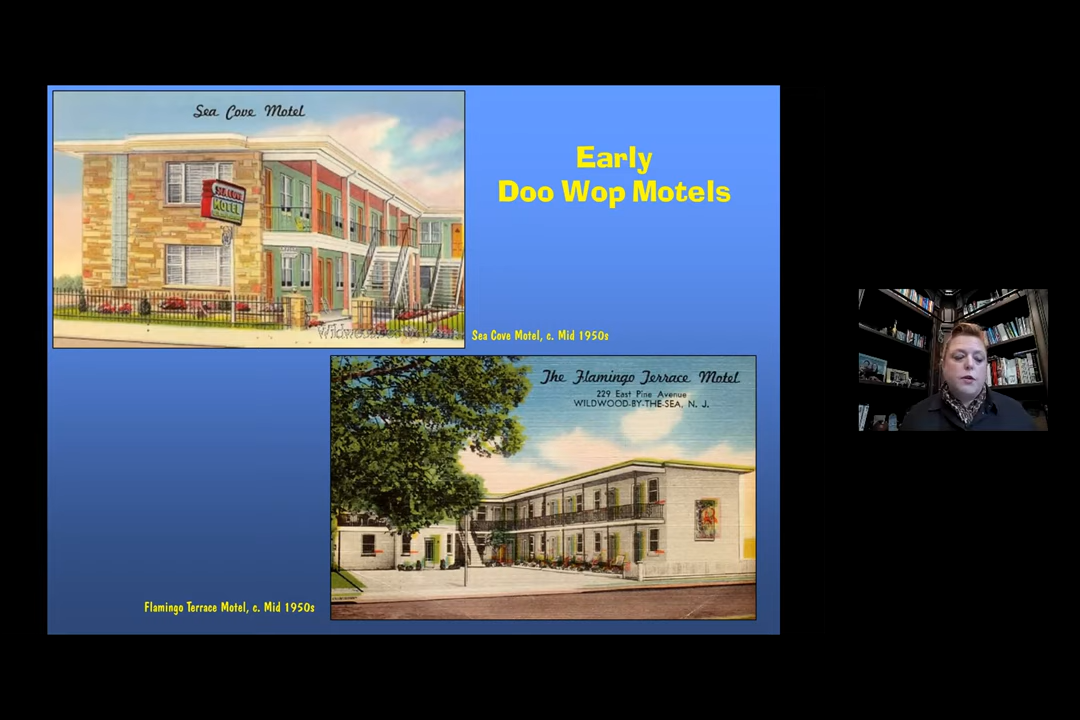 Sea Cove Motel
SEA COVE
MOTEL
Early
Doo Wop Motels
Sea Cove Motel, c. Mid 1950s
The Flamingo Terrace Motel
229 East Pine Avenue
WILDWOOD-BY-THE-SEA, N. J.
Flamingo Terrace Motel, c. Mid 1950s